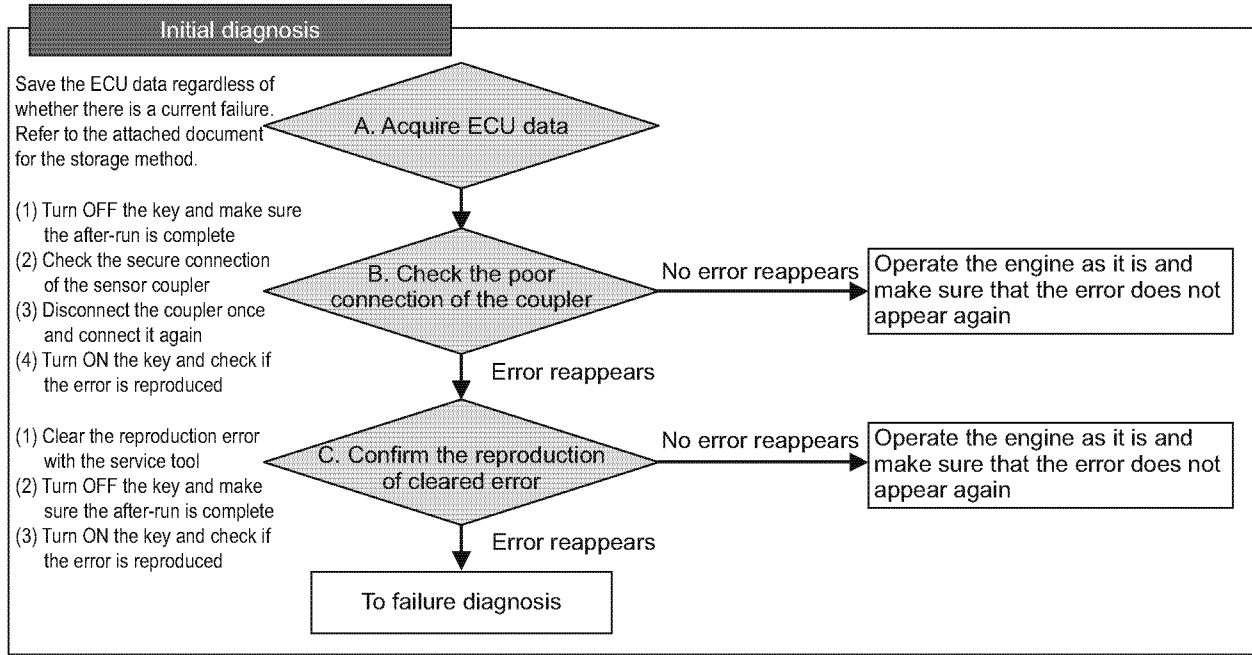 Initial diagnosis
Save the ECU data regardless of
whether there is a current failure.
Refer to the attached document
for the storage method.
A. Acquire ECU data
(1) Turn OFF the key and make sure
the after-run is complete
(2) Check the secure connection
of the sensor coupler
(3) Disconnect the coupler once
and connect it again
(4) Turn ON the key and check if
the error is reproduced
B. Check the poor
connection of the coupler
No error reappears
Operate the engine as it is and
make sure that the error does not
appear again
Error reappears
(1) Clear the reproduction error
with the service tool
(2) Turn OFF the key and make
sure the after-run is complete
(3) Turn ON the key and check if
the error is reproduced
C. Confirm the reproduction
of cleared error
No error reappears
Operate the engine as it is and
make sure that the error does not
appear again
Error reappears
To failure diagnosis